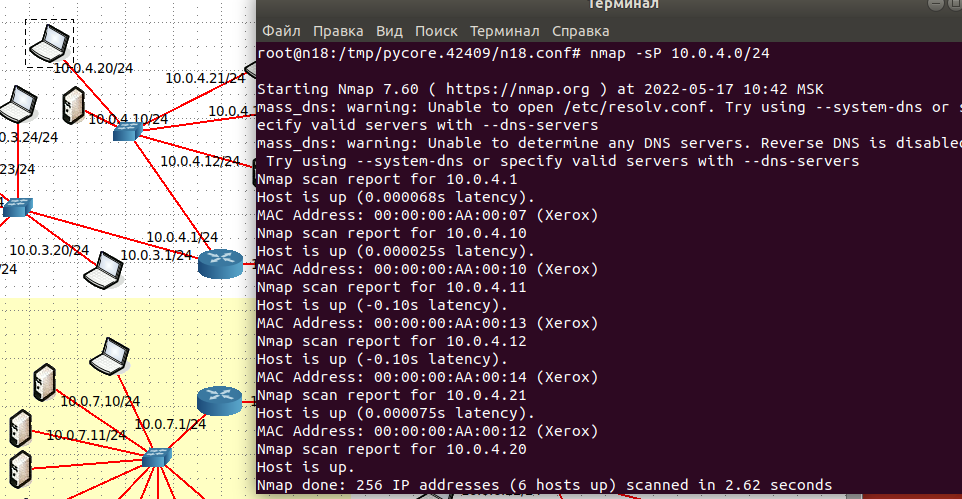 Терминал
Файл Правка Вид Поиск Терминал Справка
root@n18:/tmp/pycore.42409/n18.conf# nmap -sP 10.0.4.0/24
Starting Nmap 7.60 ( https://nmap.org ) at 2022-05-17 10:42 MSK
mass_dns: warning: Unable to open /etc/resolv.conf. Try using --system-dns or s
ecify valid servers with --dns-servers
mass_dns: warning: Unable to determine any DNS servers. Reverse DNS is disabled
Try using --system-dns or specify valid servers with --dns-servers
Nmap scan report for 10.0.4.1
Host is up (0.000068s latency).
MAC Address: 00:00:00:AA:00:07 (Xerox)
Nmap scan report for 10.0.4.10
Host is up (0.000025s latency).
MAC Address: 00:00:00:AA:00:10 (Xerox)
Nmap scan report for 10.0.4.11
Host is up (-0.10s latency).
MAC Address: 00:00:00:AA:00:13 (Xerox)
Nmap scan report for 10.0.4.12
Host is up (-0.10s latency).
MAC Address: 00:00:00:AA:00:14 (Xerox)
Nmap scan report for 10.0.4.21
Host is up (0.000075s latency).
MAC Address: 00:00:00:AA:00:12 (Xerox)
Nmap scan report for 10.0.4.20
Host is up.
Nmap done: 256 IP addresses (6 hosts up) scanned in 2.62 seconds
10.0.4.20/24
10.0.4.21/24
10.0.4.10/24
10.0.4.
0.3.24/24
10.0.4.12/24
23/24
10.0.4.1/24
10.0.3.20/24
10.0.3.1/24
/24
10.0.7.10/24
10.0.7.1/24
10.0.7.11/24